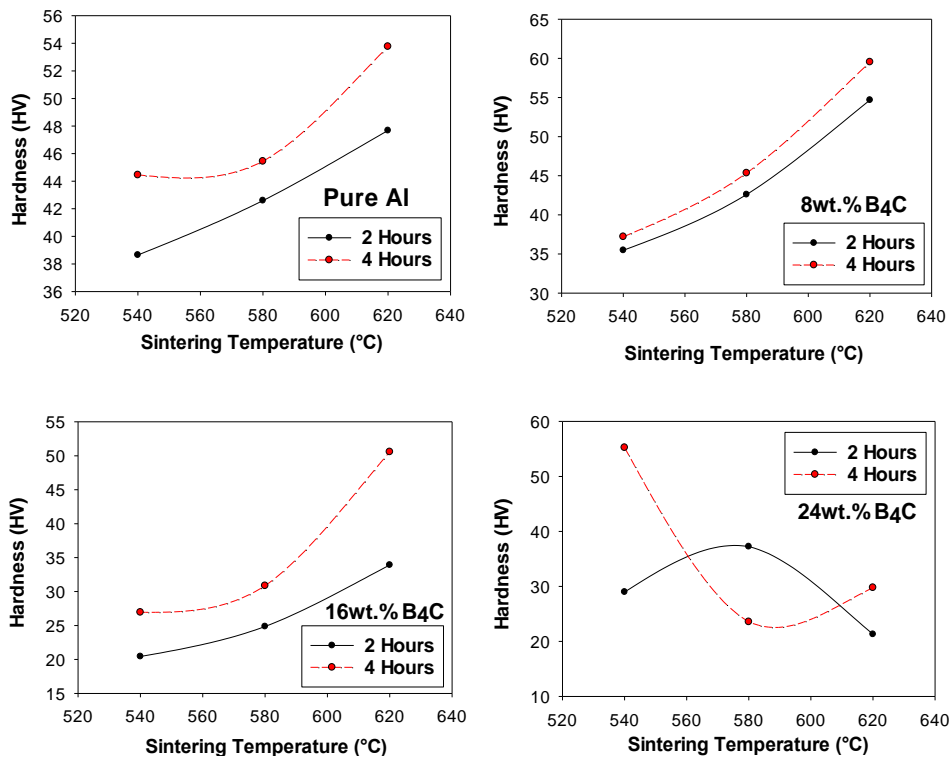 56
54
52
50
48
46
44
42
40
38
36
Hardness (HV)
Pure Al
2 Hours
4 Hours
520 540 560 580 600 620 640
Sintering Temperature (°C)
65
60
55
50
45
40
35
30
Hardness (HV)
8wt.% B4C
2 Hours
4 Hours
520 540 560 580 600 620 640
Sintering Temperature (°C)
55
50
45
40
35
30
25
20
15
Hardness (HV)
16wt.% B4C
2 Hours
4 Hours
520 540 560 580 600 620 640
Sintering Temperature (°C)
60
50
40
30
20
10
Hardness (HV)
2 Hours
4 Hours
24wt.% B4C
520 540 560 580 600 620 640
Sintering Temperature (°C)